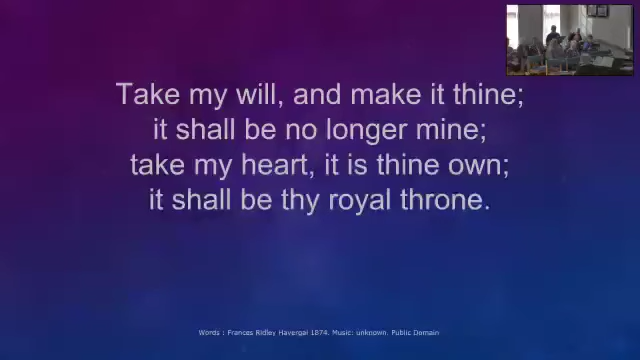 Take my will, and make it thine;
it shall be no longer mine;
take my heart, it is thine own;
it shall be thy royal throne.
Words : Frances Ridley Havergal 1874. Music: unknown. Public Domain